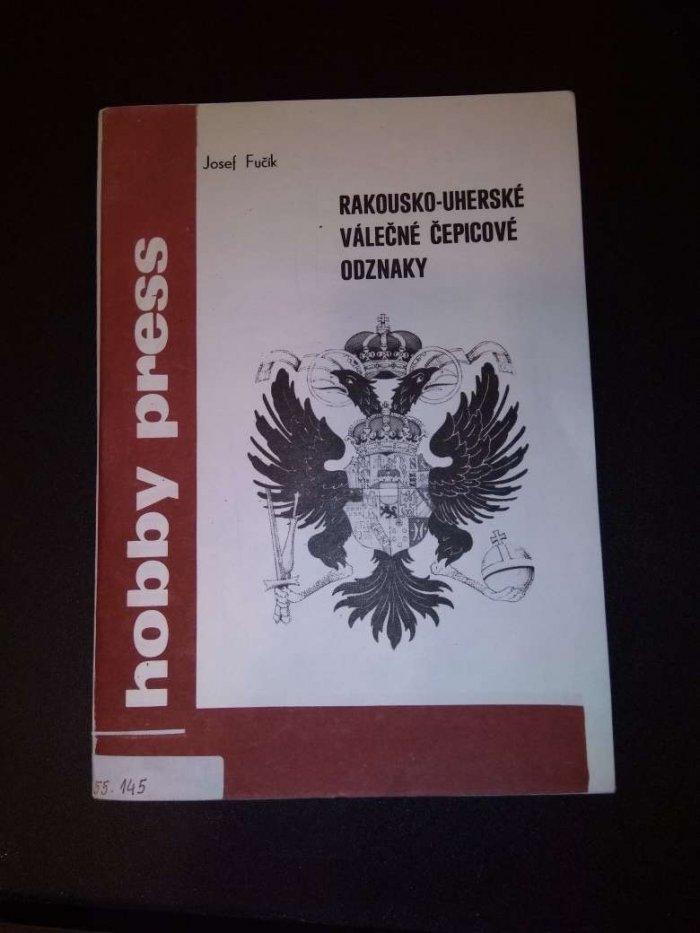 Josef Fučík
RAKOUSKO-UHERSKÉ
VÁLEČNÉ ČEPICOVÉ
ODZNAKY
hobby press
55.145